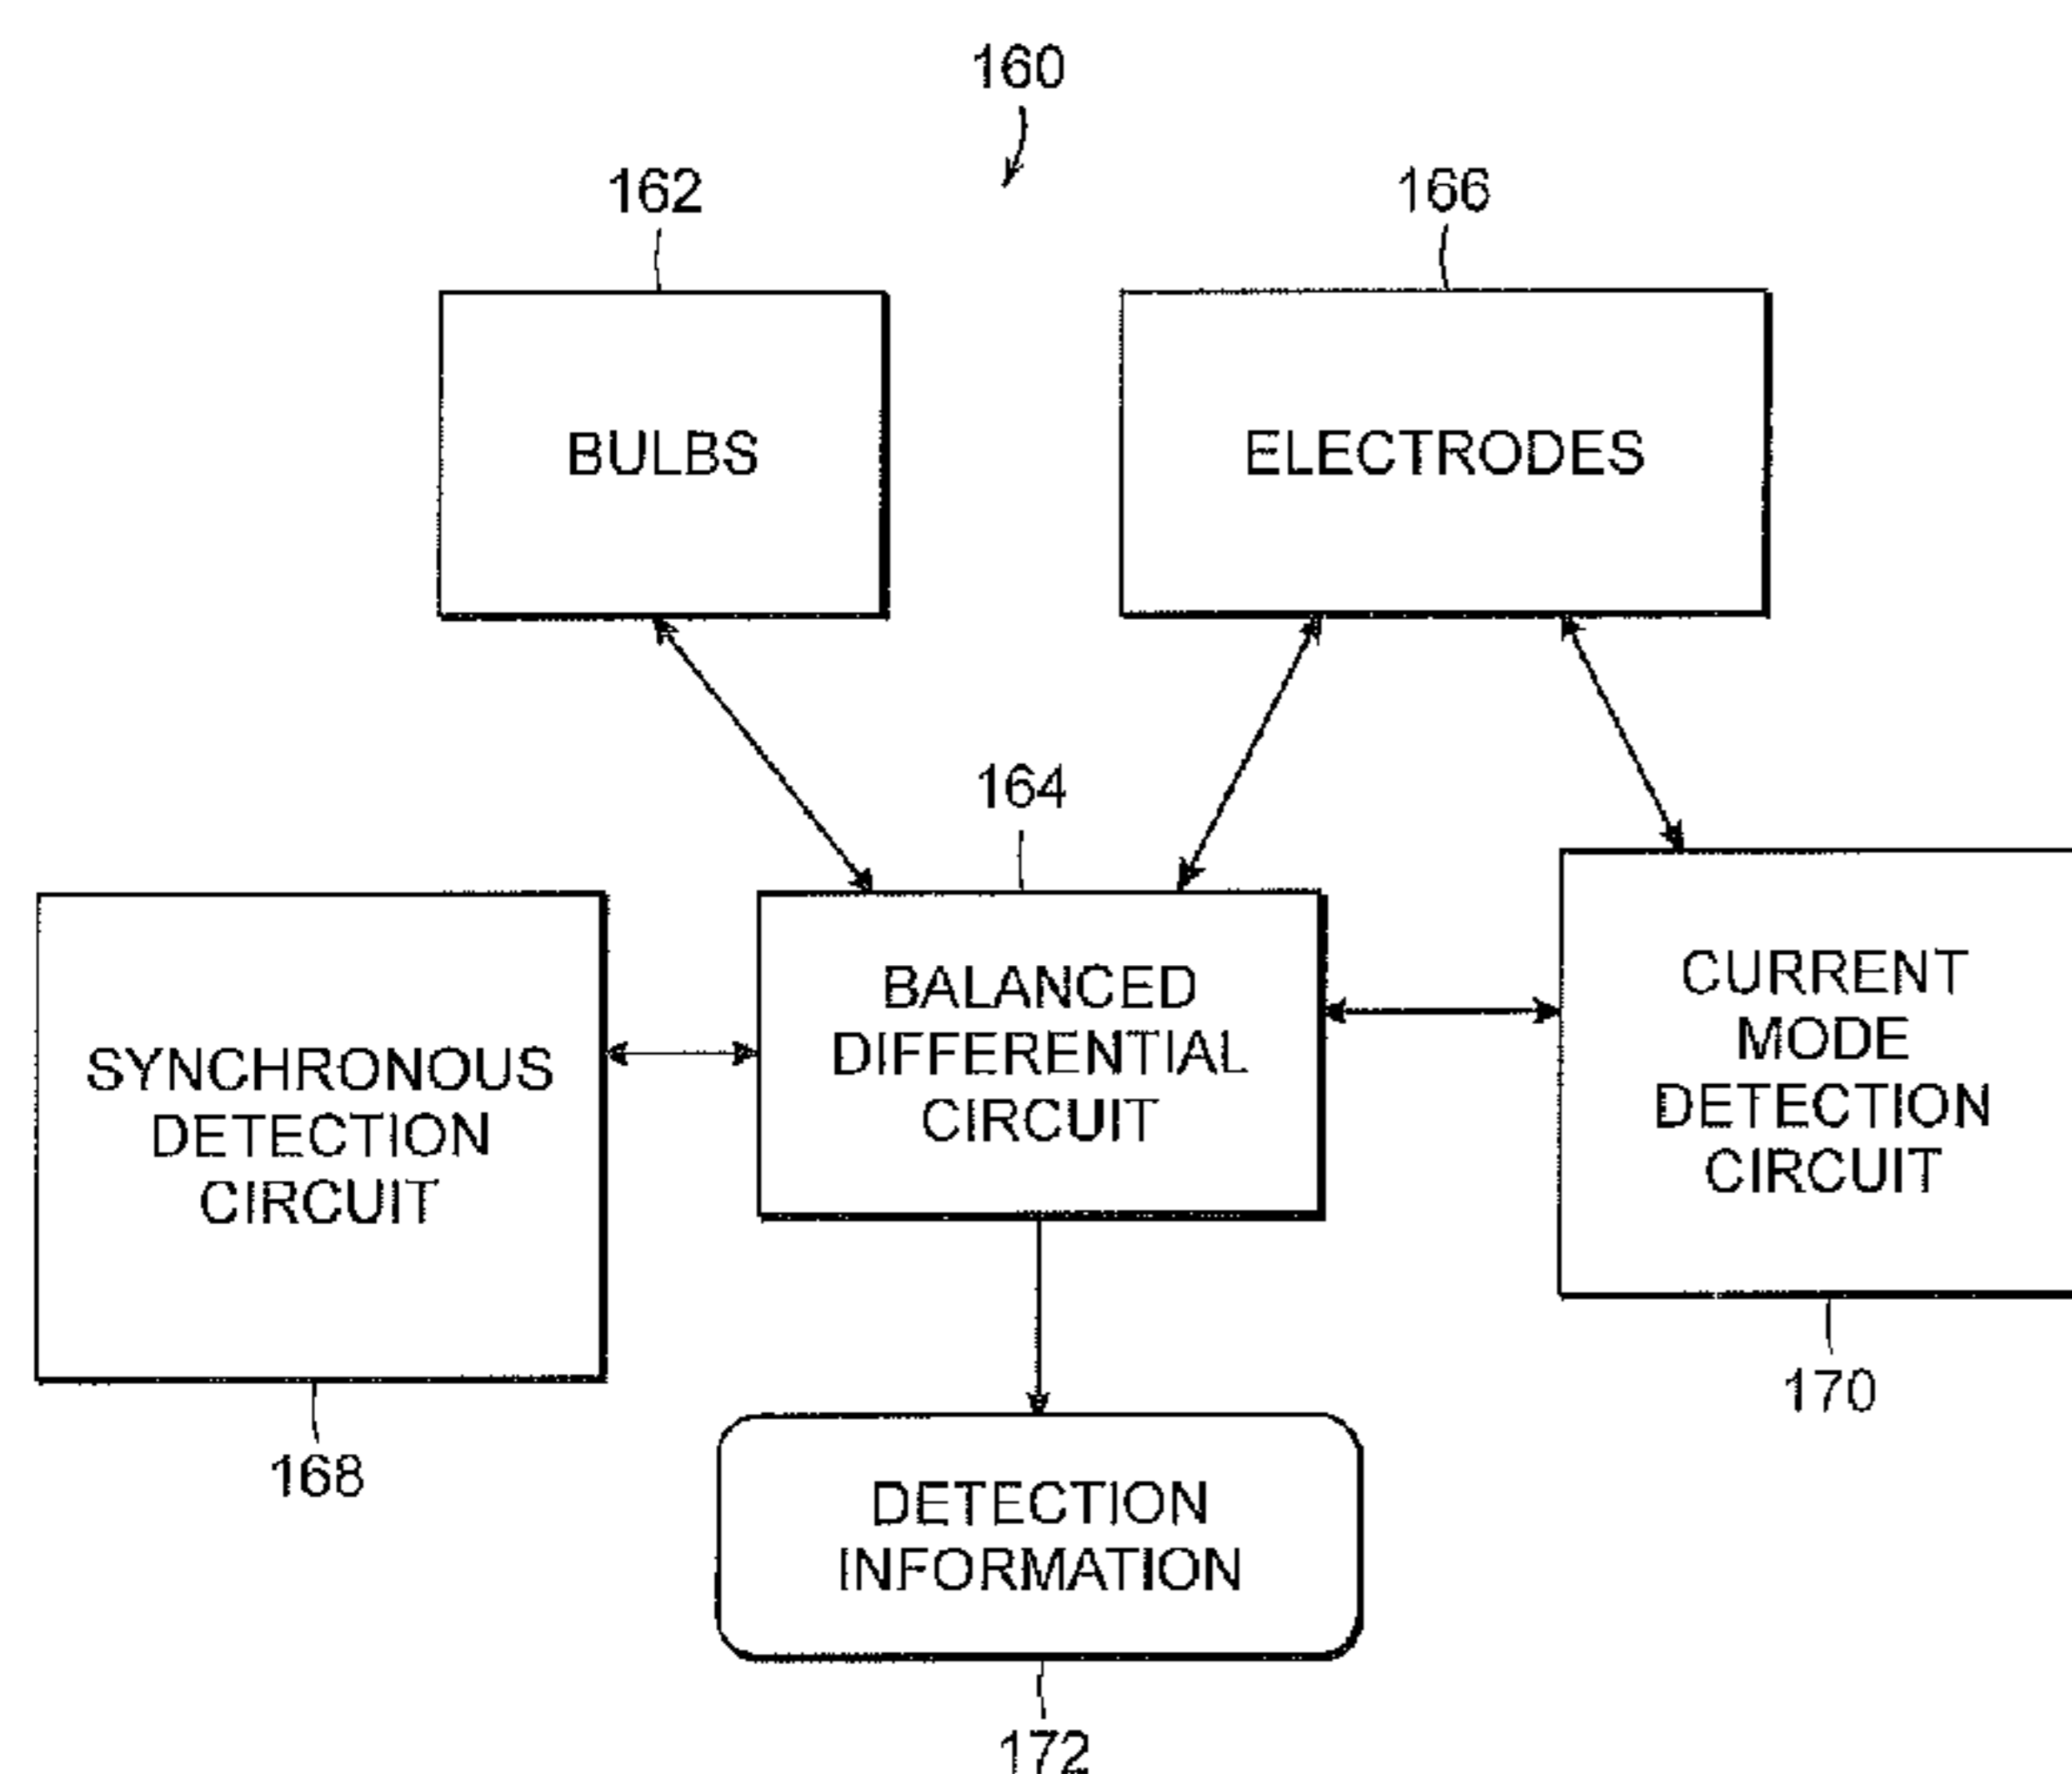 160
162
166
BULBS
ELECTRODES
164
SYNCHRONOUS
DETECTION
CIRCUIT
BALANCED
DIFFERENTIAL
CIRCUIT
CURRENT
MODE
DETECTION
CIRCUIT
168
170
DETECTION
INFORMATION
172